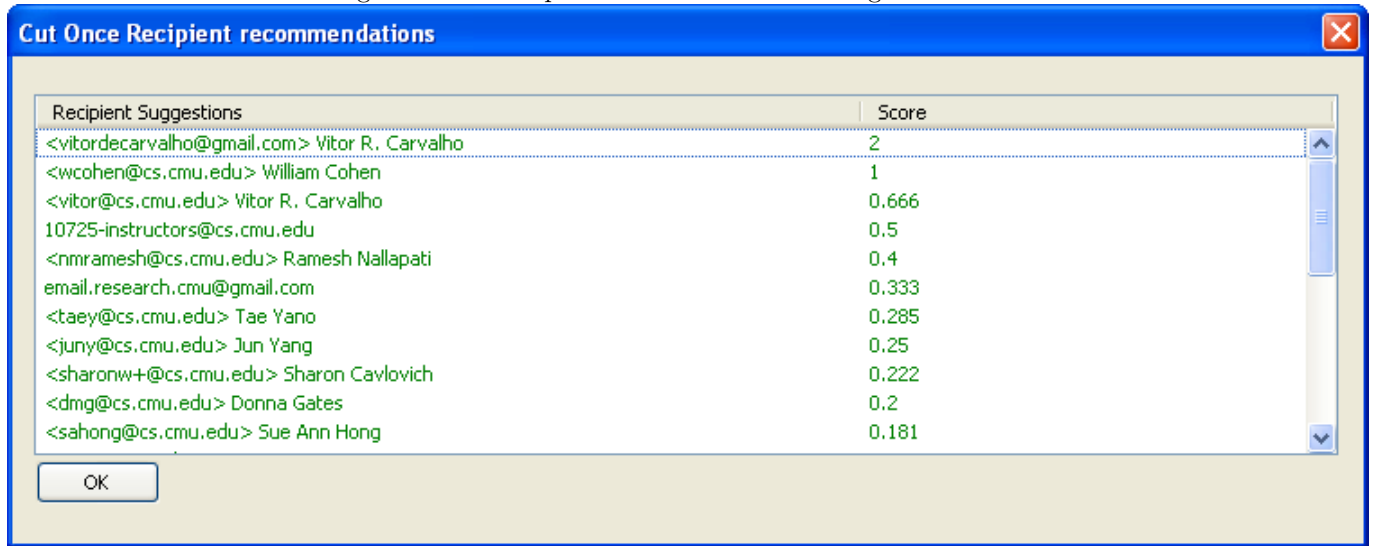 Cut Once Recipient recommendations
Recipient Suggestions Score
<vitordecarvalho@gmail.com> Vitor R. Carvalho 2
<wcohen@cs.cmu.edu> William Cohen 1
<vitor@cs.cmu.edu> Vitor R. Carvalho 0.666
10725-instructors@cs.cmu.edu 0.5
<nmramesh@cs.cmu.edu> Ramesh Nallapati 0.4
email.research.cmu@gmail.com 0.333
<taey@cs.cmu.edu> Tae Yano 0.285
<juny@cs.cmu.edu> Jun Yang 0.25
<sharonw+@cs.cmu.edu> Sharon Cavlovich 0.222
<dmg@cs.cmu.edu> Donna Gates 0.2
<sahong@cs.cmu.edu> Sue Ann Hong 0.181
OK